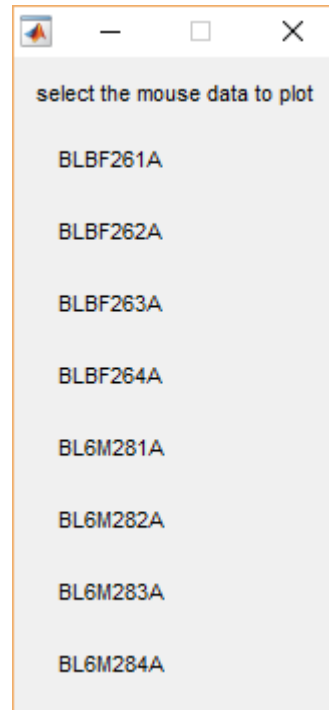 select the mouse data to plot
BLBF261A
BLBF262A
BLBF263A
BLBF264A
BL6M281A
BL6M282A
BL6M283A
BL6M284A